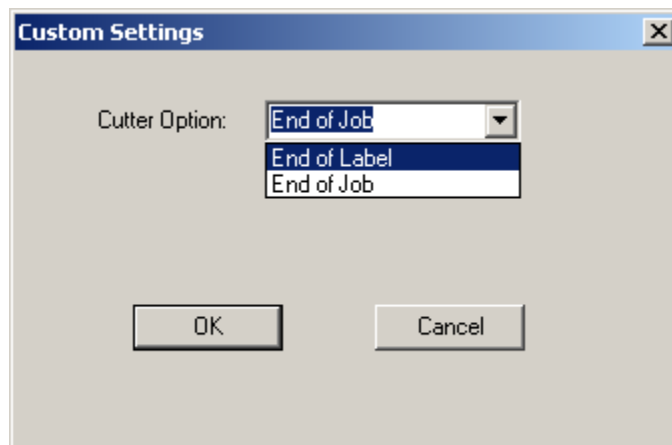 Custom Settings
Cutter Option: End of Job
End of Label
End of Job
OK Cancel